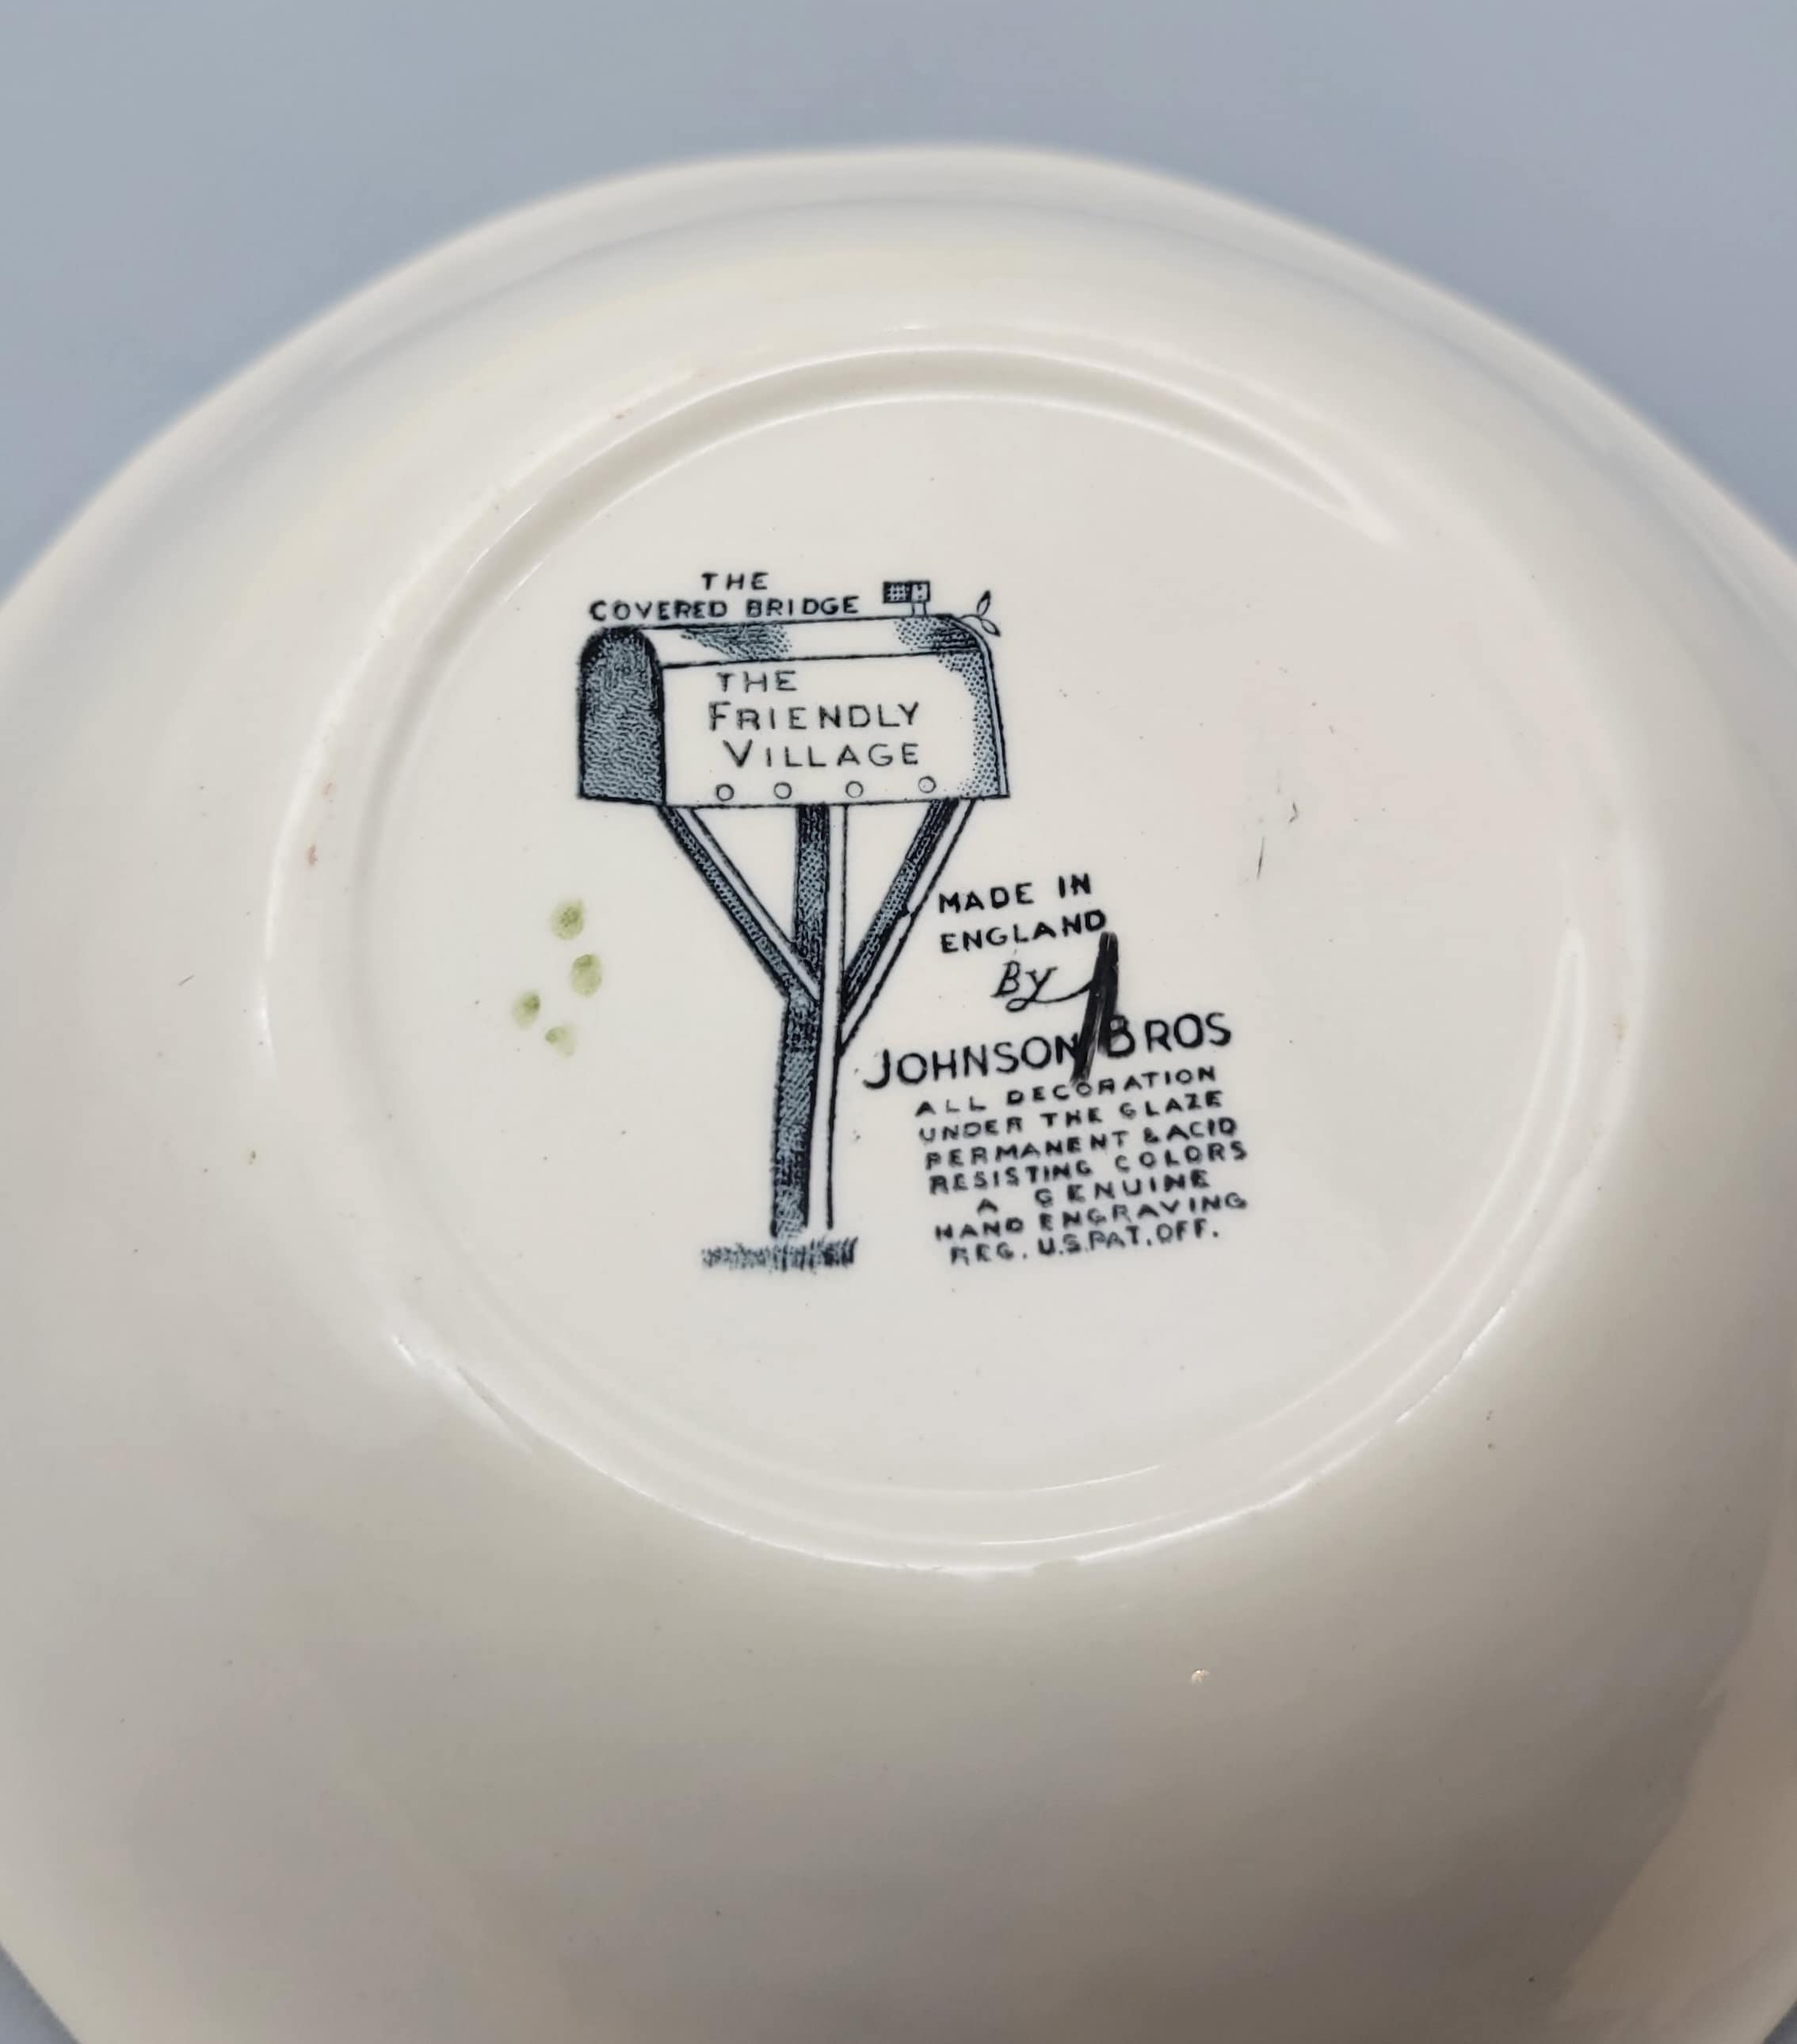 THE
COVERED BRIDGE
THE
FRIENDLY
VILLAGE
MADE IN
ENGLAND
By
JOHNSON BROS
ALL DECORATION
UNDER THE GLAZE
PERMANENT & ACID
RESISTING COLORS
A GENUINE
HAND ENGRAVING
REG. U.S. PAT. OFF.